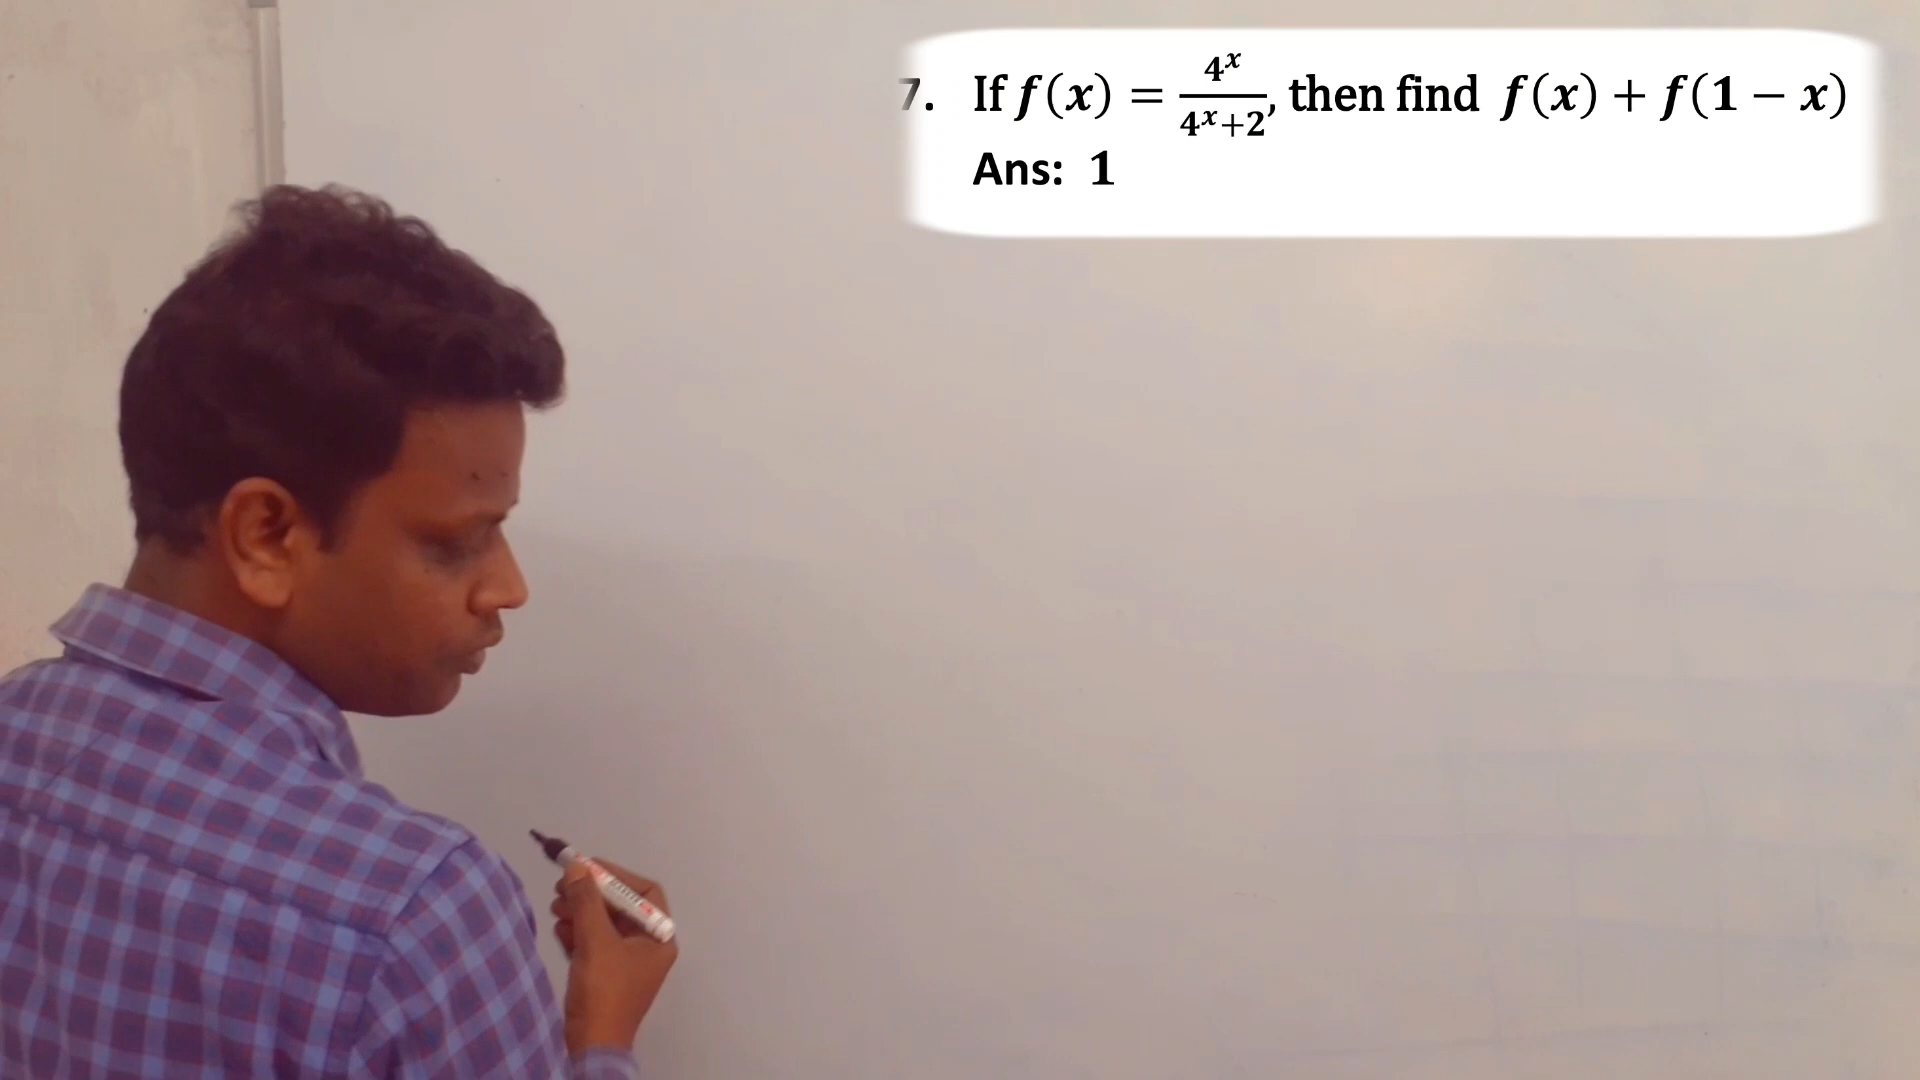 7. If f(x) = 4^x/(4^x+2), then find f(x) + f(1 − x)
Ans: 1